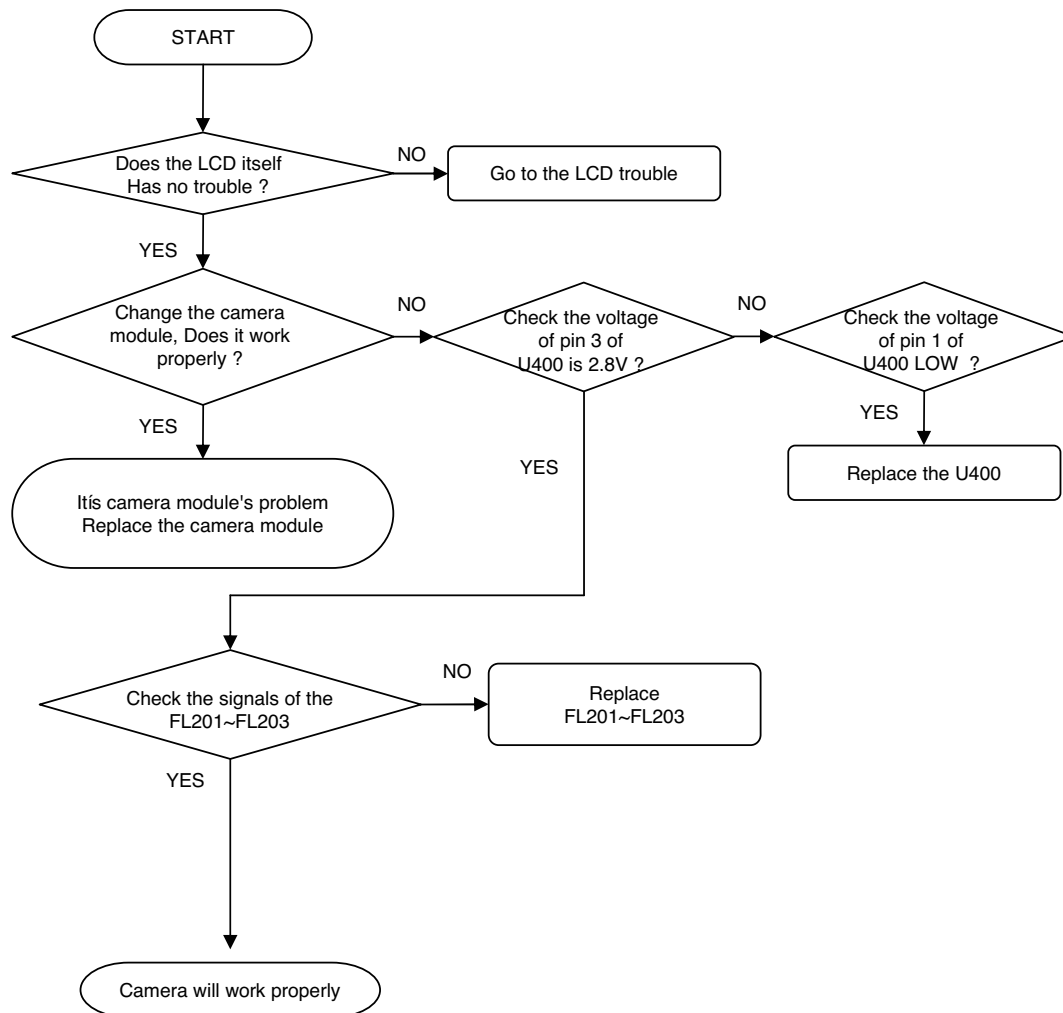 START
Does the LCD itself
Has no trouble ?
NO
Go to the LCD trouble
YES
Change the camera
module, Does it work
properly ?
NO
Check the voltage
of pin 3 of
U400 is 2.8V ?
NO
Check the voltage
of pin 1 of
U400 LOW ?
YES
YES
YES
Itís camera module's problem
Replace the camera module
Replace the U400
Check the signals of the
FL201~FL203
NO
Replace
FL201~FL203
YES
Camera will work properly